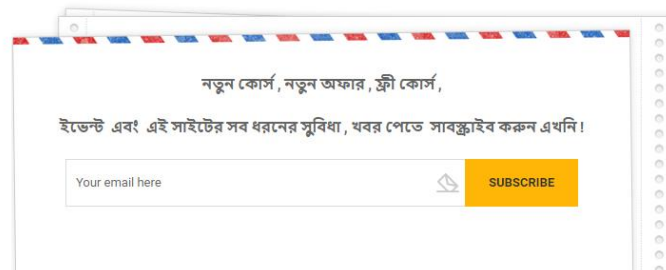 নতুন কোর্স , নতুন অফার , ফ্রী কোর্স ,
ইভেন্ট এবং এই সাইটের সব ধরনের সুবিধা , খবর পেতে সাবস্ক্রাইব করুন এখনি !
Your email here SUBSCRIBE